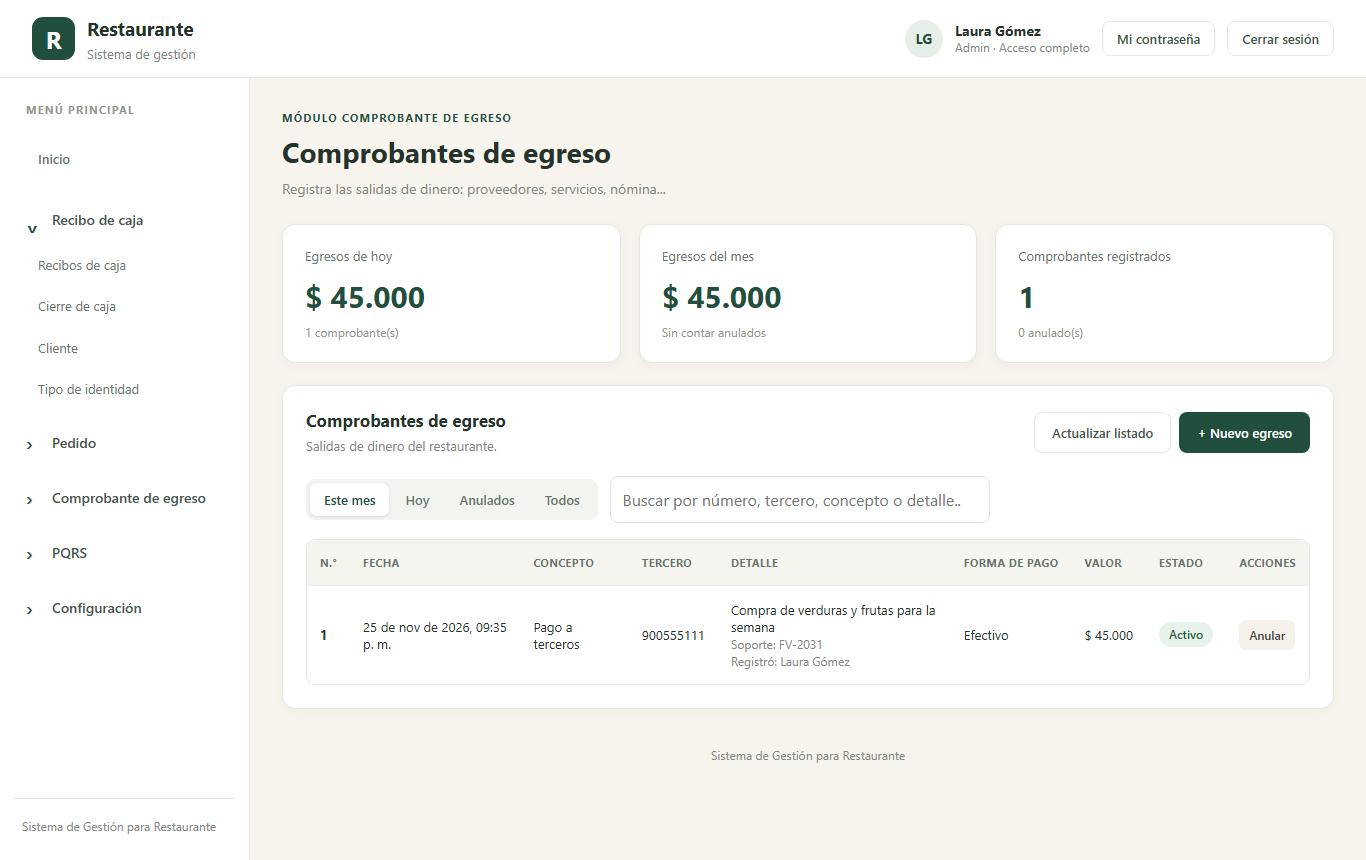 R
Restaurante
Sistema de gestión
LG
Laura Gómez
Admin · Acceso completo
Mi contraseña
Cerrar sesión
MENÚ PRINCIPAL
Inicio
v Recibo de caja
Recibos de caja
Cierre de caja
Cliente
Tipo de identidad
› Pedido
› Comprobante de egreso
› PQRS
› Configuración
Sistema de Gestión para Restaurante
MÓDULO COMPROBANTE DE EGRESO
Comprobantes de egreso
Registra las salidas de dinero: proveedores, servicios, nómina...
Egresos de hoy
$ 45.000
1 comprobante(s)
Egresos del mes
$ 45.000
Sin contar anulados
Comprobantes registrados
1
0 anulado(s)
Comprobantes de egreso
Salidas de dinero del restaurante.
Actualizar listado
+ Nuevo egreso
Este mes Hoy Anulados Todos
Buscar por número, tercero, concepto o detalle..
N.° FECHA CONCEPTO TERCERO DETALLE FORMA DE PAGO VALOR ESTADO ACCIONES
1
25 de nov de 2026, 09:35
p. m.
Pago a
terceros
900555111
Compra de verduras y frutas para la
semana
Soporte: FV-2031
Registró: Laura Gómez
Efectivo
$ 45.000
Activo
Anular
Sistema de Gestión para Restaurante